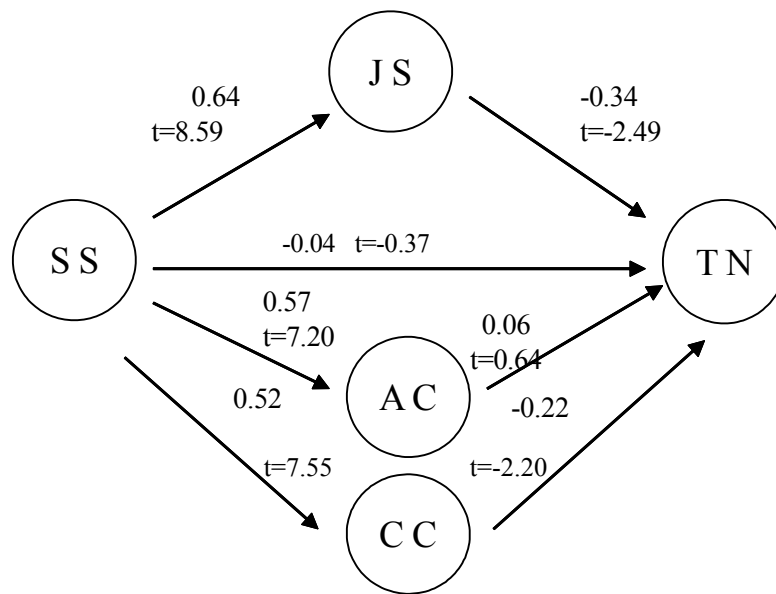 J S
0.64
t=8.59
-0.34
t=-2.49
S S
-0.04 t=-0.37
T N
0.57
t=7.20
0.06
t=0.64
A C
0.52
-0.22
t=7.55
t=-2.20
C C